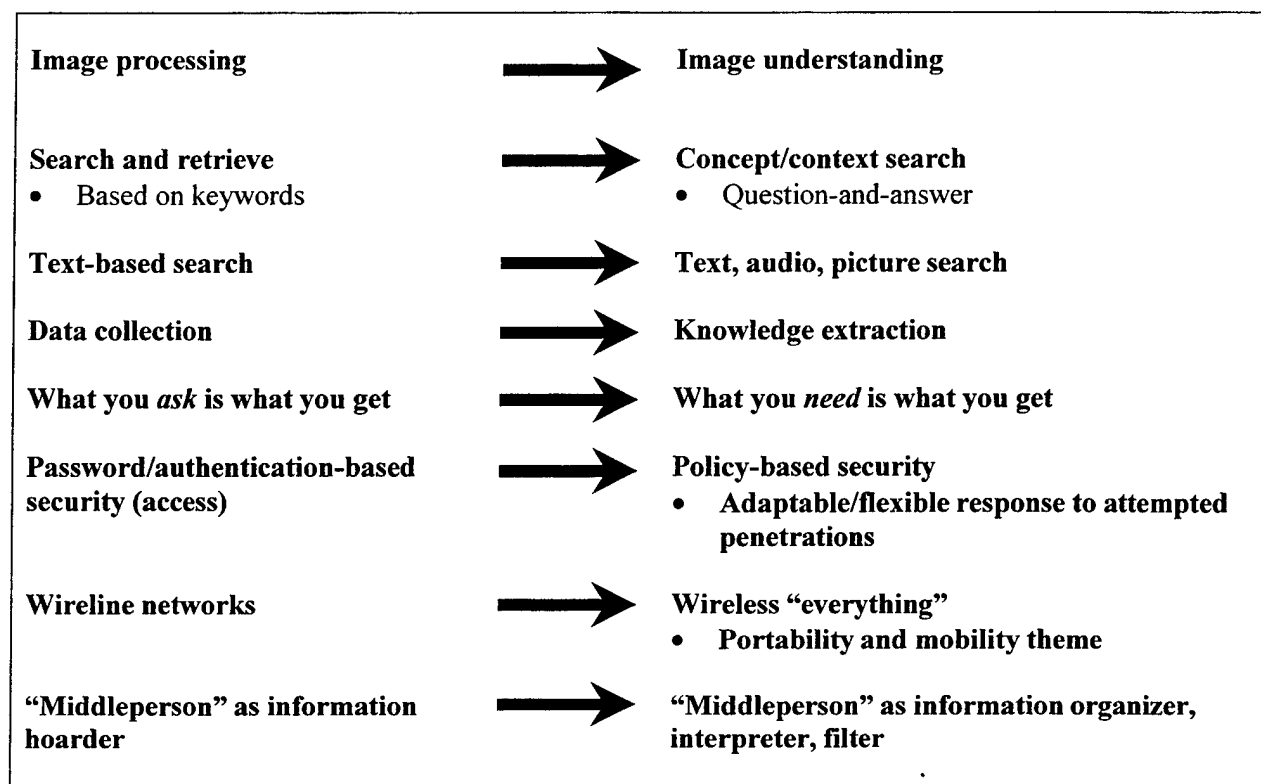 Image processing
Image understanding
Search and retrieve
• Based on keywords
Concept/context search
• Question-and-answer
Text-based search
Text, audio, picture search
Data collection
Knowledge extraction
What you ask is what you get
What you need is what you get
Password/authentication-based
security (access)
Policy-based security
• Adaptable/flexible response to attempted
penetrations
Wireline networks
Wireless “everything”
• Portability and mobility theme
“Middleperson” as information
hoarder
“Middleperson” as information organizer,
interpreter, filter